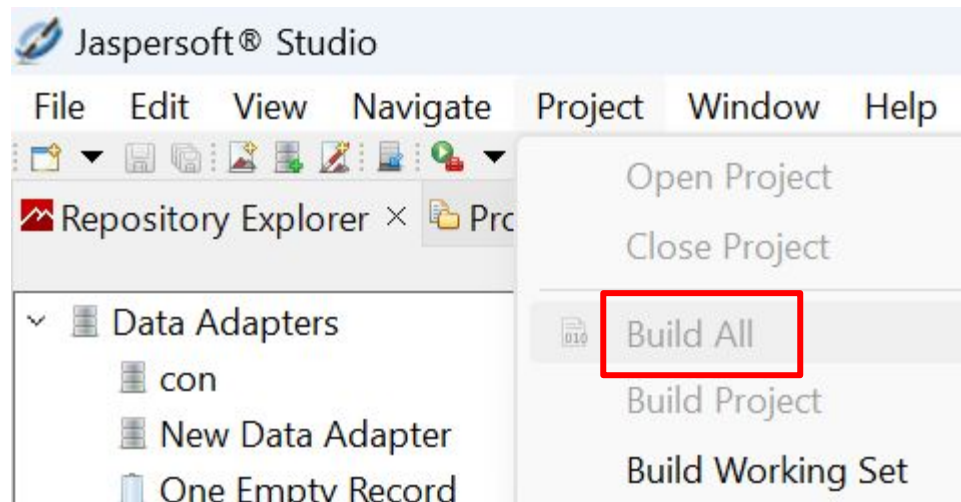 Jaspersoft® Studio
File Edit View Navigate Project Window Help
Repository Explorer
Open Project
Close Project
Data Adapters
Build All
con
Build Project
New Data Adapter
Build Working Set
One Empty Record